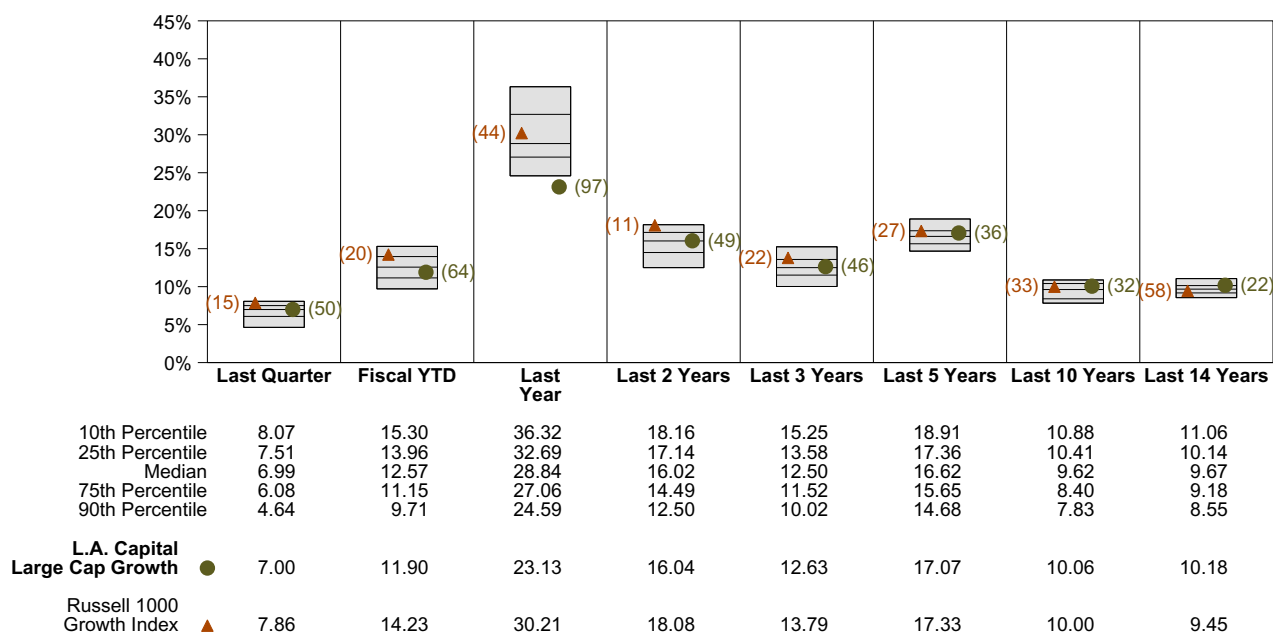 45%
40%
35%
30%
25%
20%
15%
10%
5%
0%
(15) (50)
(20) (64)
(44) (97)
(11) (49)
(22) (46)
(27) (36)
(33) (32)
(58) (22)
Last Quarter Fiscal YTD Last Last 2 Years Last 3 Years Last 5 Years Last 10 Years Last 14 Years
Year
10th Percentile 8.07 15.30 36.32 18.16 15.25 18.91 10.88 11.06
25th Percentile 7.51 13.96 32.69 17.14 13.58 17.36 10.41 10.14
Median 6.99 12.57 28.84 16.02 12.50 16.62 9.62 9.67
75th Percentile 6.08 11.15 27.06 14.49 11.52 15.65 8.40 9.18
90th Percentile 4.64 9.71 24.59 12.50 10.02 14.68 7.83 8.55
L.A. Capital
Large Cap Growth 7.00 11.90 23.13 16.04 12.63 17.07 10.06 10.18
Russell 1000
Growth Index 7.86 14.23 30.21 18.08 13.79 17.33 10.00 9.45